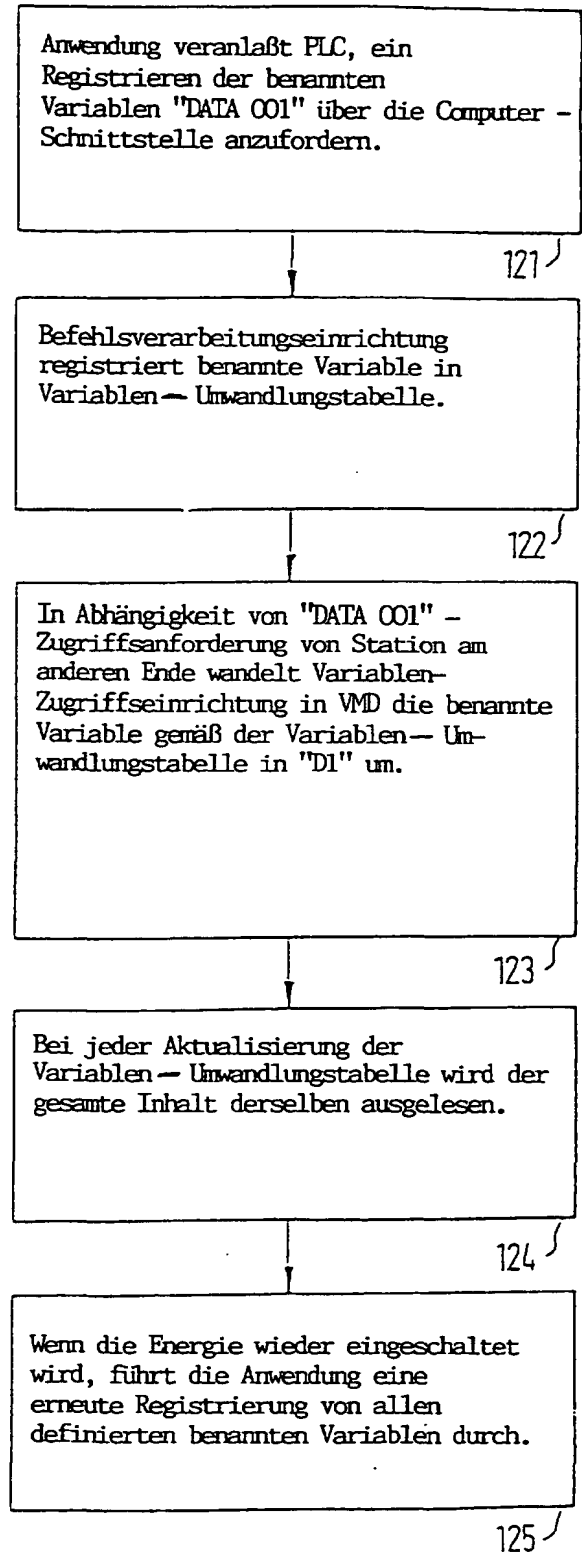 Anwendung veranlaßt PLC, ein
Registrieren der benannten
Variablen "DATA OO1" über die Computer -
Schnittstelle anzufordern.
121
Befehlsverarbeitungseinrichtung
registriert benannte Variable in
Variablen — Umwandlungstabelle.
122
In Abhängigkeit von "DATA OO1" -
Zugriffsanforderung von Station am
anderen Ende wandelt Variablen-
Zugriffseinrichtung in VMD die benannte
Variable gemäß der Variablen — Um-
wandlungstabelle in "D1" um.
123
Bei jeder Aktualisierung der
Variablen — Umwandlungstabelle wird der
gesamte Inhalt derselben ausgelesen.
124
Wenn die Energie wieder eingeschaltet
wird, führt die Anwendung eine
erneute Registrierung von allen
definierten benannten Variablen durch.
125